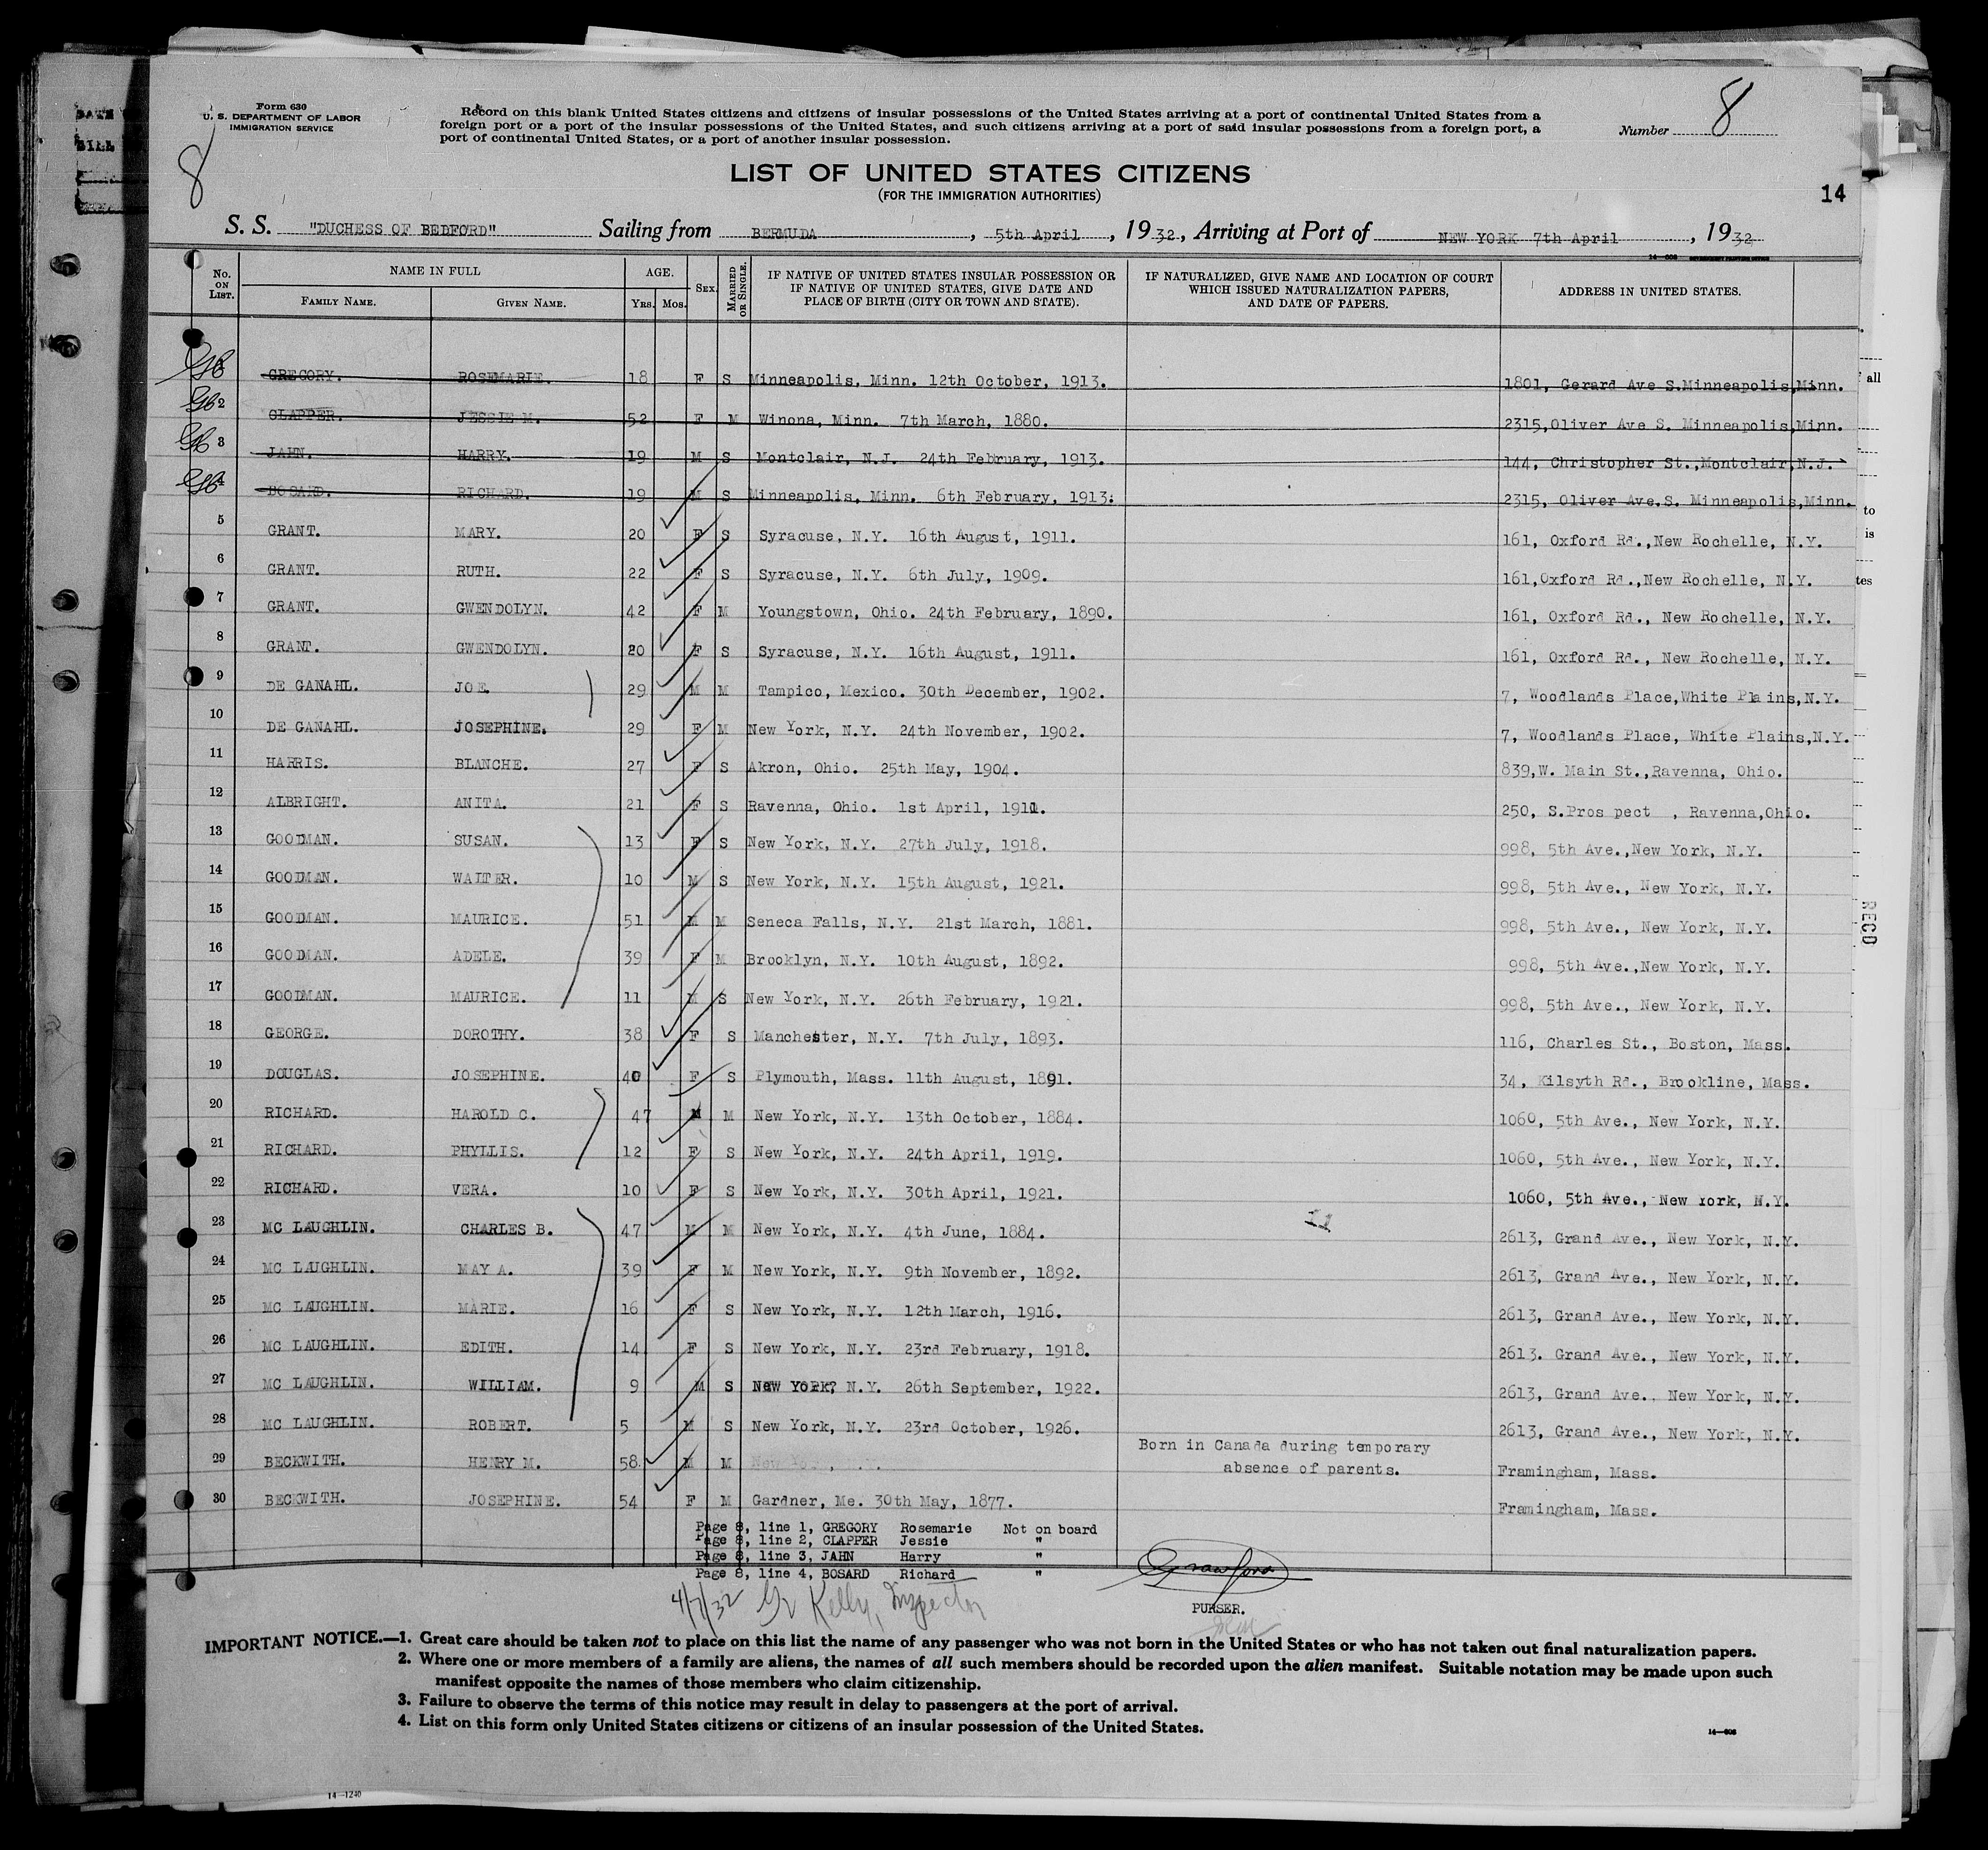 Form 630
U. S. DEPARTMENT OF LABOR
IMMIGRATION SERVICE
Record on this blank United States citizens and citizens of insular possessions of the United States arriving at a port of continental United States from a
foreign port or a port of the insular possessions of the United States, and such citizens arriving at a port of said insular possessions from a foreign port, a
port of continental United States, or a port of another insular possession.
Number 8
8
LIST OF UNITED STATES CITIZENS
(FOR THE IMMIGRATION AUTHORITIES)
14
S. S. "DUCHESS OF BEDFORD" Sailing from BERMUDA, 5th April, 1932, Arriving at Port of NEW YORK 7th April, 1932
No. ON LIST. NAME IN FULL FAMILY NAME. GIVEN NAME. AGE. Yrs. Mos. SEX. MARRIED OR SINGLE. IF NATIVE OF UNITED STATES INSULAR POSSESSION OR IF NATIVE OF UNITED STATES, GIVE DATE AND PLACE OF BIRTH (CITY OR TOWN AND STATE). IF NATURALIZED, GIVE NAME AND LOCATION OF COURT WHICH ISSUED NATURALIZATION PAPERS, AND DATE OF PAPERS. ADDRESS IN UNITED STATES.
GREGORY. ROSEMARIE. 18 F S Minneapolis, Minn. 12th October, 1913. 1801, Gerard Ave S.Minneapolis,Minn.
2 CLAPPER. JESSIE M. 52 F M Winona, Minn. 7th March, 1880. 2315,Oliver Ave S. Minneapolis,Minn.
3 JAHN. HARRY. 19 M S Montclair, N.J. 24th February, 1913. 144, Christopher St.,Montclair,N.J.
4 BOSARD. RICHARD. 19 M S Minneapolis, Minn. 6th February, 1913. 2315, Oliver Ave.S. Minneapolis,Minn.
5 GRANT. MARY. 20 F S Syracuse, N.Y. 16th August, 1911. 161, Oxford Rd.,New Rochelle, N.Y.
6 GRANT. RUTH. 22 F S Syracuse, N.Y. 6th July, 1909. 161,Oxford Rd.,New Rochelle, N.Y.
7 GRANT. GWENDOLYN. 42 F M Youngstown, Ohio. 24th February, 1890. 161, Oxford Rd., New Rochelle, N.Y.
8 GRANT. GWENDOLYN. 20 F S Syracuse, N.Y. 16th August, 1911. 161, Oxford Rd., New Rochelle, N.Y.
9 DE GANAHL. JOE. 29 M M Tampico, Mexico. 30th December, 1902. 7, Woodlands Place,White Plains,N.Y.
10 DE GANAHL. JOSEPHINE. 29 F M New York, N.Y. 24th November, 1902. 7, Woodlands Place, White Plains,N.Y.
11 HARRIS. BLANCHE. 27 F S Akron, Ohio. 25th May, 1904. 839,W. Main St.,Ravenna, Ohio.
12 ALBRIGHT. ANITA. 21 F S Ravenna, Ohio. 1st April, 1911. 250, S.Pros pect , Ravenna,Ohio.
13 GOODMAN. SUSAN. 13 F S New York, N.Y. 27th July, 1918. 998, 5th Ave.,New York, N.Y.
14 GOODMAN. WALTER. 10 M S New York, N.Y. 15th August, 1921. 998, 5th Ave., New York, N.Y.
15 GOODMAN. MAURICE. 51 M M Seneca Falls, N.Y. 21st March, 1881. 998, 5th Ave., New York, N.Y.
16 GOODMAN. ADELE. 39 F M Brooklyn, N.Y. 10th August, 1892. 998, 5th Ave.,New York, N.Y.
17 GOODMAN. MAURICE. 11 M S New York, N.Y. 26th February, 1921. 998, 5th Ave., New York, N.Y.
18 GEORGE. DOROTHY. 38 F S Manchester, N.Y. 7th July, 1893. 116, Charles St., Boston, Mass.
19 DOUGLAS. JOSEPHINE. 40 F S Plymouth, Mass. 11th August, 1891. 34, Kilsyth Rd., Brookline, Mass.
20 RICHARD. HAROLD C. 47 M M New York, N.Y. 13th October, 1884. 1060, 5th Ave., New York, N.Y.
21 RICHARD. PHYLLIS. 12 F S New York, N.Y. 24th April, 1919. 1060, 5th Ave., New York, N.Y.
22 RICHARD. VERA. 10 F S New York, N.Y. 30th April, 1921. 1060, 5th Ave., New York, N.Y.
23 MC LAUGHLIN. CHARLES B. 47 M M New York, N.Y. 4th June, 1884. 2613, Grand Ave., New York, N.Y.
24 MC LAUGHLIN. MAY A. 39 F M New York, N.Y. 9th November, 1892. 2613, Grand Ave., New York, N.Y.
25 MC LAUGHLIN. MARIE. 16 F S New York, N.Y. 12th March, 1916. 2613, Grand Ave., New York, N.Y.
26 MC LAUGHLIN. EDITH. 14 F S New York, N.Y. 23rd February, 1918. 2613. Grand Ave., New York, N.Y.
27 MC LAUGHLIN. WILLIAM. 9 M S NEW YORK? N.Y. 26th September, 1922. 2613, Grand Ave., New York, N.Y.
28 MC LAUGHLIN. ROBERT. 5 M S New York, N.Y. 23rd October, 1926. 2613, Grand Ave., New York, N.Y.
29 BECKWITH. HENRY M. 58 M M Born in Canada during temporary absence of parents. Framingham, Mass.
30 BECKWITH. JOSEPHINE. 54 F M Gardner, Me. 30th May, 1877. Framingham, Mass.
Page 8, line 1, GREGORY Rosemarie Not on board
Page 8, line 2, CLAPPER Jessie "
Page 8, line 3, JAHN Harry "
Page 8, line 4, BOSARD Richard "
Crawford
PURSER.
4/7/32 Kelly, Inspector
IMPORTANT NOTICE.—1. Great care should be taken not to place on this list the name of any passenger who was not born in the United States or who has not taken out final naturalization papers.
2. Where one or more members of a family are aliens, the names of all such members should be recorded upon the alien manifest. Suitable notation may be made upon such
manifest opposite the names of those members who claim citizenship.
3. Failure to observe the terms of this notice may result in delay to passengers at the port of arrival.
4. List on this form only United States citizens or citizens of an insular possession of the United States.
14—606
14—1240
all
to
is
tes
RECD